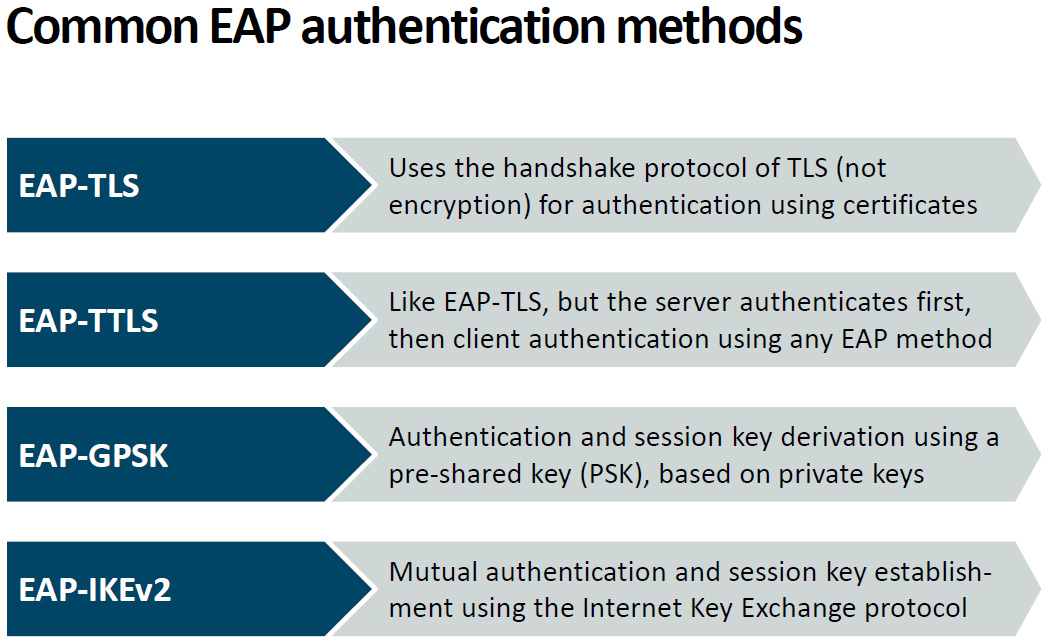 Common EAP authentication methods
EAP-TLS
Uses the handshake protocol of TLS (not
encryption) for authentication using certificates
EAP-TTLS
Like EAP-TLS, but the server authenticates first,
then client authentication using any EAP method
EAP-GPSK
Authentication and session key derivation using a
pre-shared key (PSK), based on private keys
EAP-IKEv2
Mutual authentication and session key establish-
ment using the Internet Key Exchange protocol